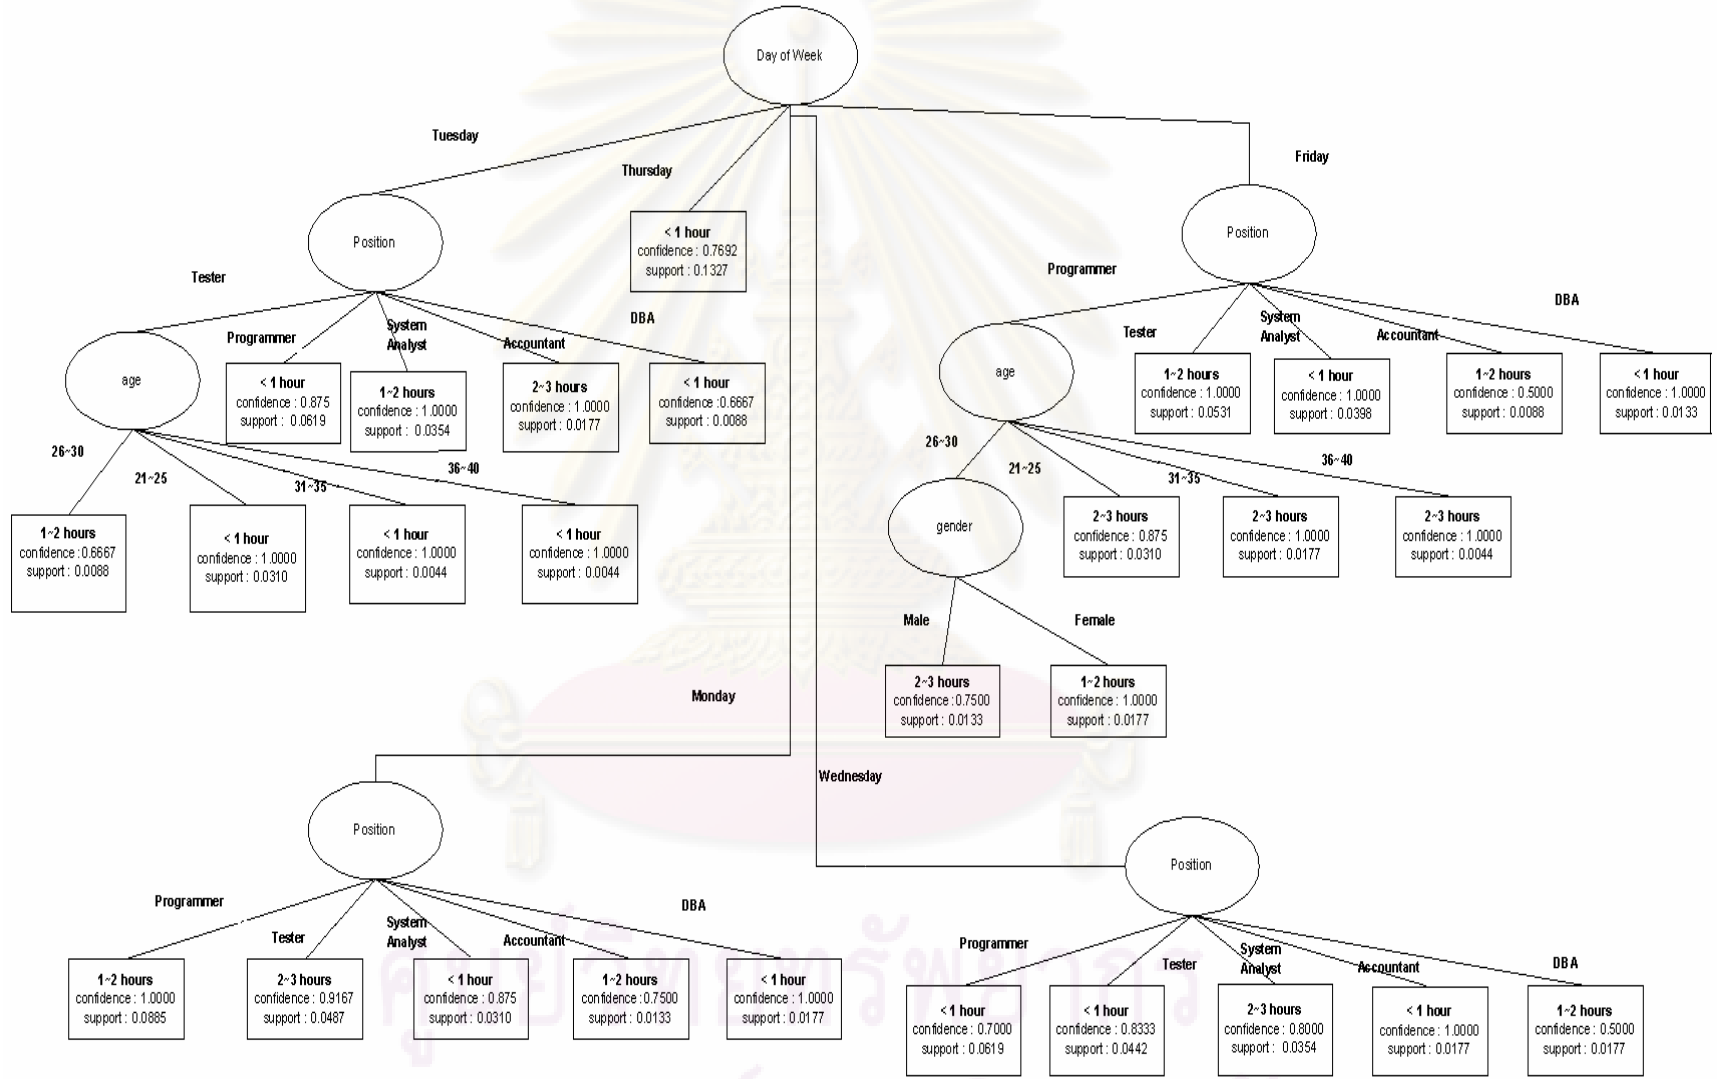 Day of Week
Tuesday
Thursday
Friday
Position
< 1 hour
confidence : 0.7692
support : 0.1327
Position
Tester
Programmer
System
Analyst
Accountant
DBA
Programmer
Tester
System
Analyst
Accountant
DBA
age
< 1 hour
confidence : 0.875
support : 0.0619
1~2 hours
confidence : 1.0000
support : 0.0354
2~3 hours
confidence : 1.0000
support : 0.0177
< 1 hour
confidence :0.6667
support : 0.0088
age
1~2 hours
confidence : 1.0000
support : 0.0531
< 1 hour
confidence : 1.0000
support : 0.0398
1~2 hours
confidence : 0.5000
support : 0.0088
< 1 hour
confidence : 1.0000
support : 0.0133
26~30
21~25
31~35
36~40
26~30
21~25
31~35
36~40
1~2 hours
confidence :0.6667
support : 0.0088
< 1 hour
confidence : 1.0000
support : 0.0310
< 1 hour
confidence : 1.0000
support : 0.0044
< 1 hour
confidence : 1.0000
support : 0.0044
gender
2~3 hours
confidence : 0.875
support : 0.0310
2~3 hours
confidence : 1.0000
support : 0.0177
2~3 hours
confidence : 1.0000
support : 0.0044
Male
Female
2~3 hours
confidence :0.7500
support : 0.0133
1~2 hours
confidence : 1.0000
support : 0.0177
Monday
Wednesday
Position
Position
Programmer
Tester
System
Analyst
Accountant
DBA
Programmer
Tester
System
Analyst
Accountant
DBA
1~2 hours
confidence : 1.0000
support : 0.0885
2~3 hours
confidence : 0.9167
support : 0.0487
< 1 hour
confidence : 0.875
support : 0.0310
1~2 hours
confidence :0.7500
support : 0.0133
< 1 hour
confidence : 1.0000
support : 0.0177
< 1 hour
confidence : 0.7000
support : 0.0619
< 1 hour
confidence : 0.8333
support : 0.0442
2~3 hours
confidence : 0.8000
support : 0.0354
< 1 hour
confidence : 1.0000
support : 0.0177
1~2 hours
confidence : 0.5000
support : 0.0177
ศูนย์วิทยทรัพยากร